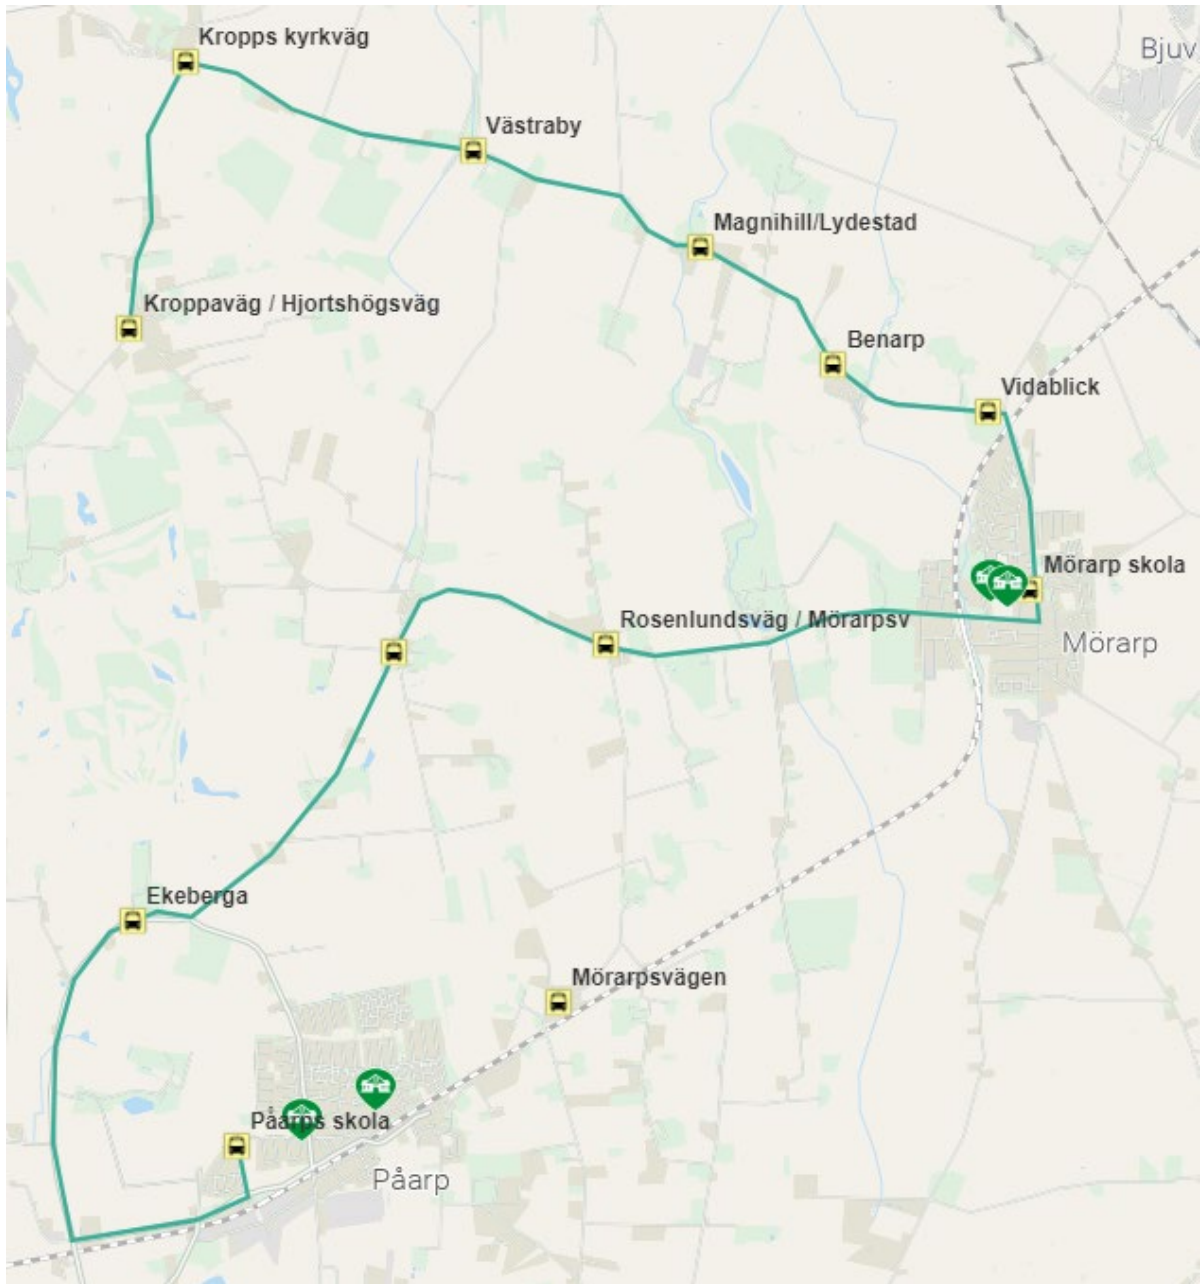 Kropps kyrkväg
Bjuv
Västraby
Magnihill/Lydestad
Kroppaväg / Hjortshögsväg
Benarp
Vidablick
Mörarp skola
Rosenlundsväg / Mörarpsv
Mörarp
Ekeberga
Mörarpsvägen
Påarps skola
Påarp